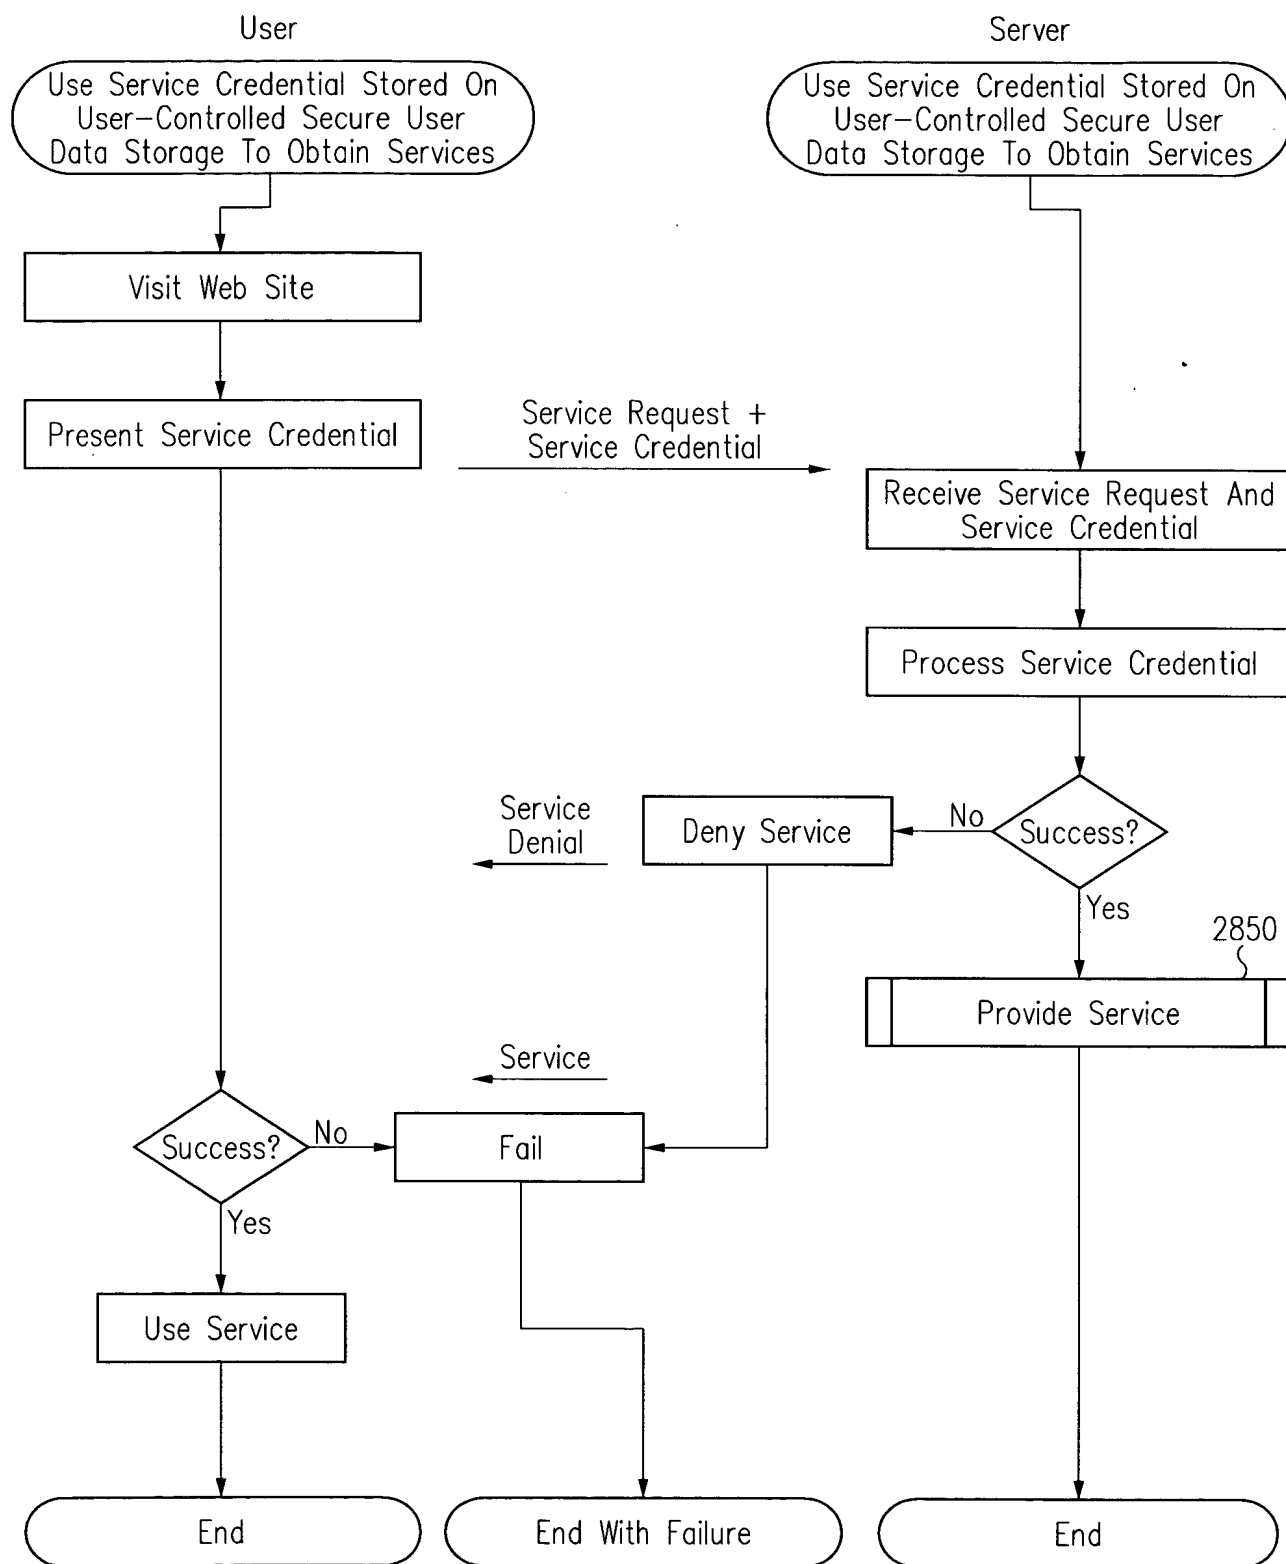 User
Server
Use Service Credential Stored On
User-Controlled Secure User
Data Storage To Obtain Services
Use Service Credential Stored On
User-Controlled Secure User
Data Storage To Obtain Services
Visit Web Site
Present Service Credential
Service Request +
Service Credential
Receive Service Request And
Service Credential
Process Service Credential
Service
Denial
Deny Service
No
Success?
Yes
2850
Provide Service
Service
Success?
No
Fail
Yes
Use Service
End
End With Failure
End